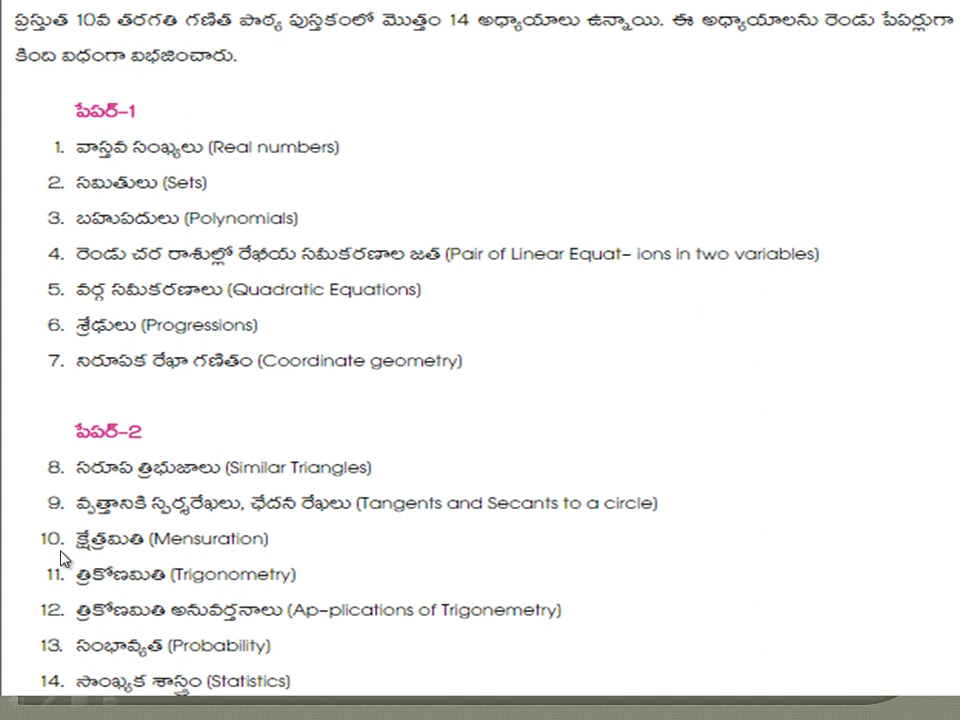 ప్రస్తుత 10వ తరగతి గణిత పాఠ్య పుస్తకంలో మొత్తం 14 అధ్యాయాలు ఉన్నాయి. ఈ అధ్యాయాలను రెండు పేపర్లుగా
కింది విధంగా విభజించారు.
పేపర్-1
1. వాస్తవ సంఖ్యలు (Real numbers)
2. సమితులు (Sets)
3. బహుపదులు (Polynomials)
4. రెండు చర రాశుల్లో రేఖీయ సమీకరణాల జత (Pair of Linear Equat- ions in two variables)
5. వర్గ సమీకరణాలు (Quadratic Equations)
6. శ్రేఢులు (Progressions)
7. నిరూపక రేఖా గణితం (Coordinate geometry)
పేపర్-2
8. సరూప త్రిభుజాలు (Similar Triangles)
9. వృత్తానికి స్పర్శరేఖలు, ఛేదన రేఖలు (Tangents and Secants to a circle)
10. క్షేత్రమితి (Mensuration)
11. త్రికోణమితి (Trigonometry)
12. త్రికోణమితి అనువర్తనాలు (Ap-plications of Trigonemetry)
13. సంభావ్యత (Probability)
14. సాంఖ్యక శాస్త్రం (Statistics)